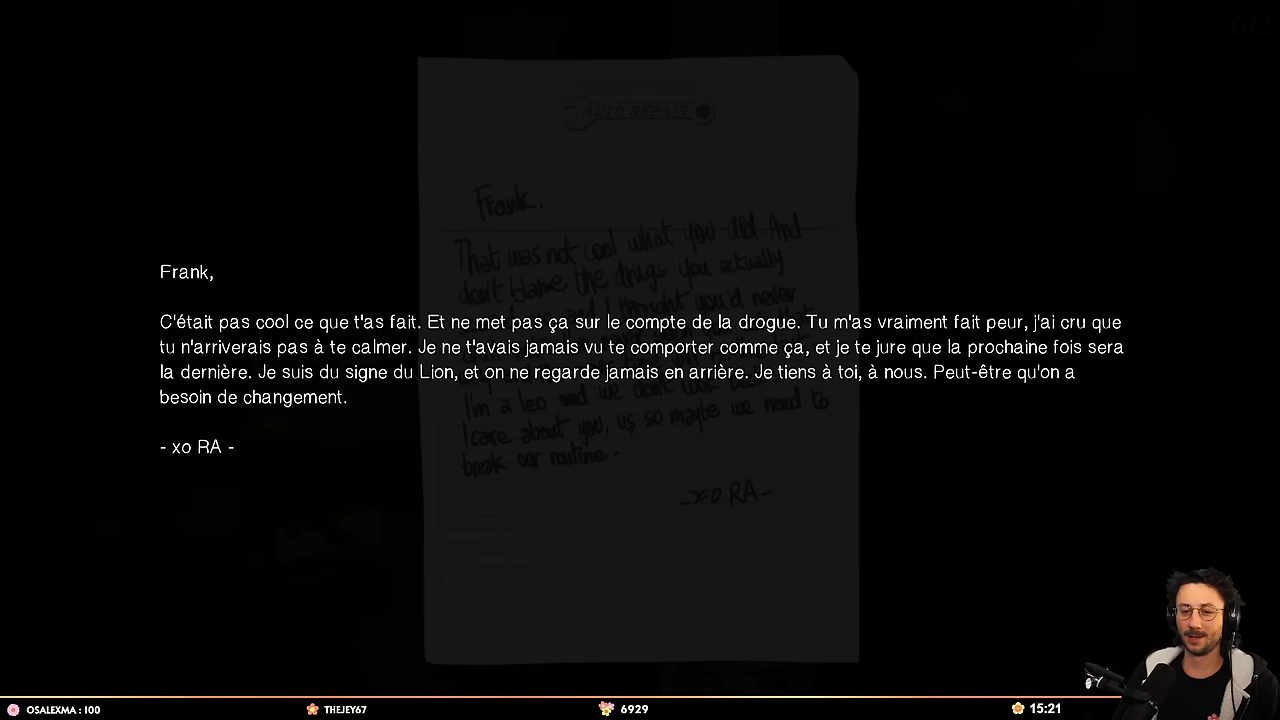 AUTO REPAIR
Frank,
C'était pas cool ce que t'as fait. Et ne met pas ça sur le compte de la drogue. Tu m'as vraiment fait peur, j'ai cru que
tu n'arriverais pas à te calmer. Je ne t'avais jamais vu te comporter comme ça, et je te jure que la prochaine fois sera
la dernière. Je suis du signe du Lion, et on ne regarde jamais en arrière. Je tiens à toi, à nous. Peut-être qu'on a
besoin de changement.
- xo RA -
Frank.
That was not cool what you did. And
don't blame the drugs you actually
and I thought you'd never
I'm a leo and we don't look
I care about you, us, so maybe we need to
break our routine.
-xo RA-
OSALEXMA : 100
THEJEY67
6929
15:21